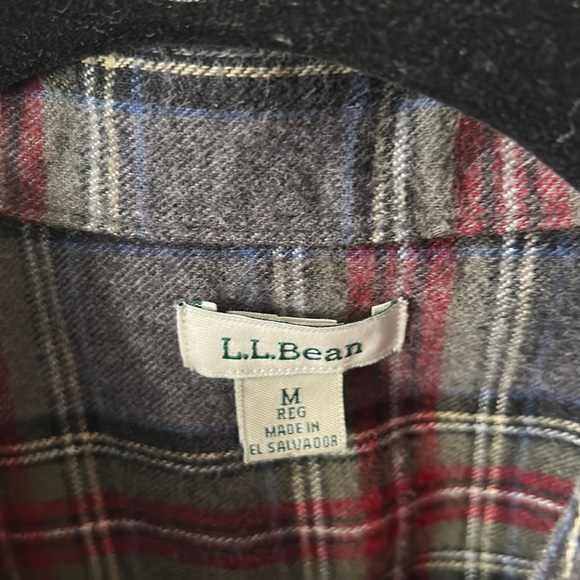 L.L.Bean
M
REG
MADE IN
EL SALVADOR